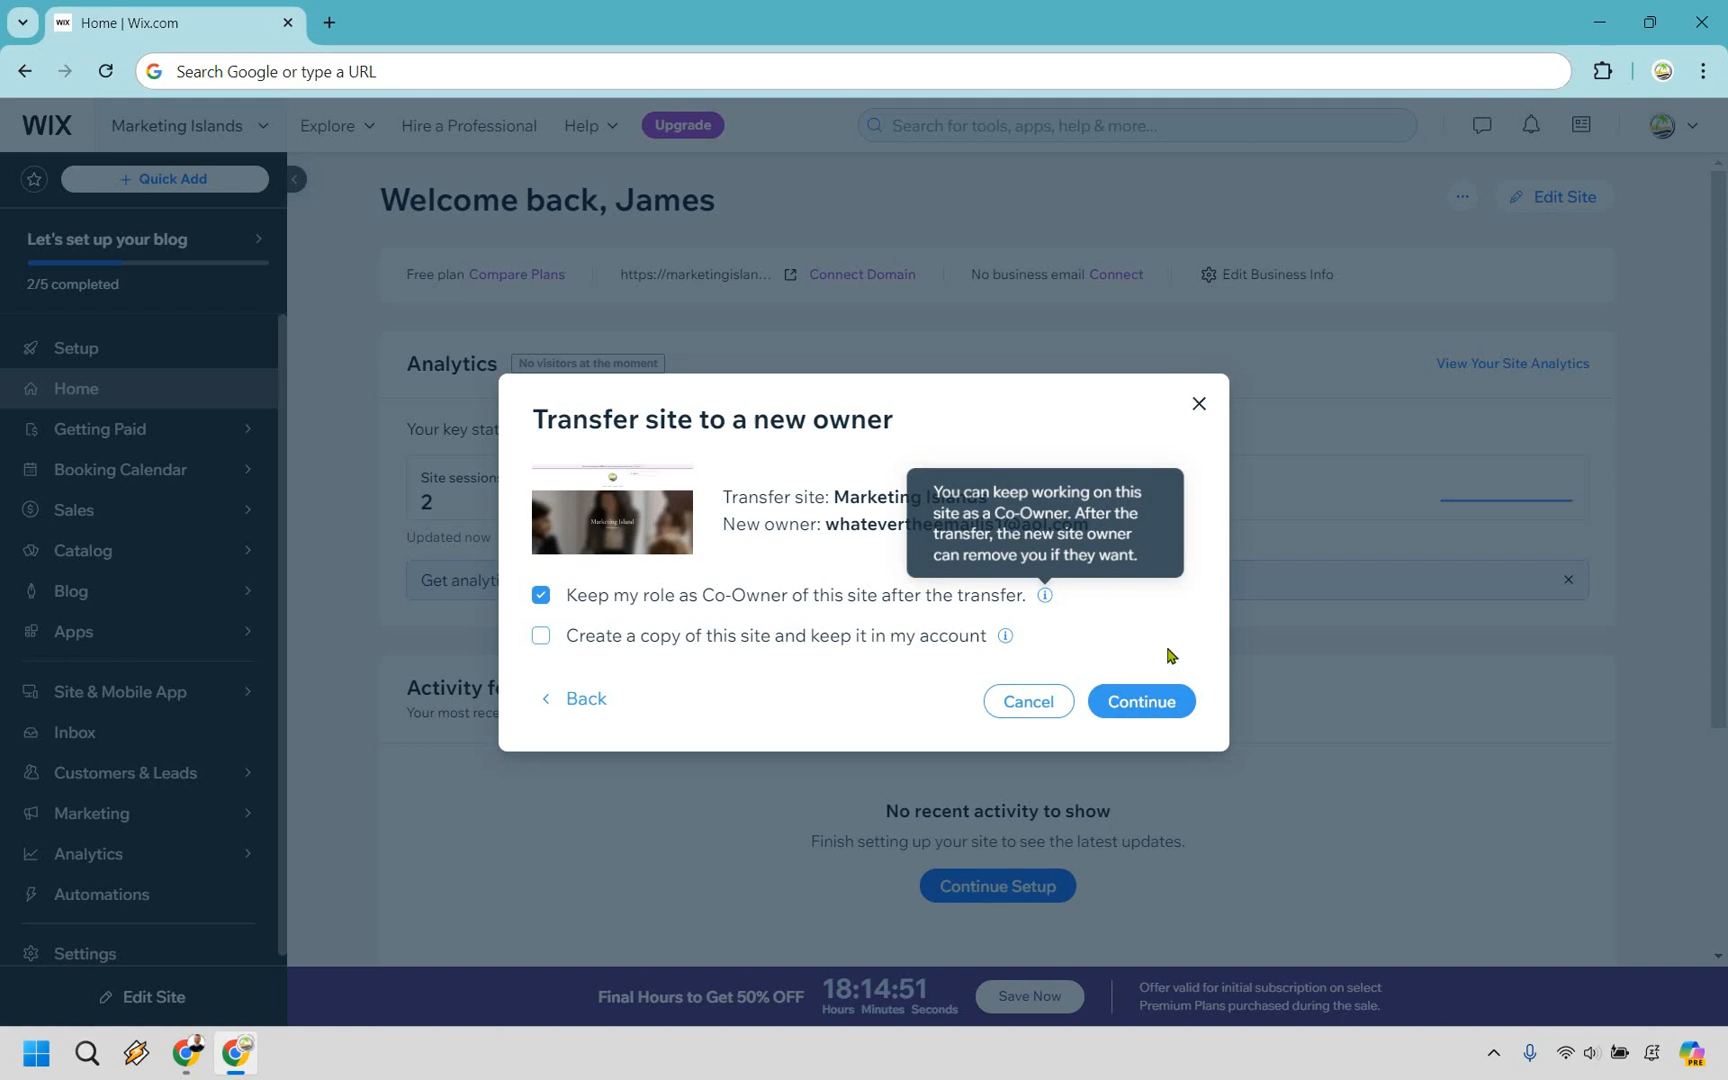 WIX Home | Wix.com
Search Google or type a URL
WIX Marketing Islands Explore Hire a Professional Help Upgrade Search for tools, apps, help & more...
+ Quick Add
Let's set up your blog
2/5 completed
Setup
Home
Getting Paid
Booking Calendar
Sales
Catalog
Blog
Apps
Site & Mobile App
Inbox
Customers & Leads
Marketing
Analytics
Automations
Settings
Edit Site
Welcome back, James
Edit Site
Free plan Compare Plans https://marketingislan... Connect Domain No business email Connect Edit Business Info
Analytics No visitors at the moment View Your Site Analytics
Your key stat
Site session
2
Updated now
Get analyti
Transfer site to a new owner
Marketing Island
Transfer site: Marketing Islands
New owner: whatevertheemailis1@aol.com
You can keep working on this
site as a Co-Owner. After the
transfer, the new site owner
can remove you if they want.
Keep my role as Co-Owner of this site after the transfer.
Create a copy of this site and keep it in my account
Back Cancel Continue
Activity fe
Your most rece
No recent activity to show
Finish setting up your site to see the latest updates.
Continue Setup
Final Hours to Get 50% OFF
18:14:51
Hours Minutes Seconds
Save Now
Offer valid for initial subscription on select
Premium Plans purchased during the sale.
PRE